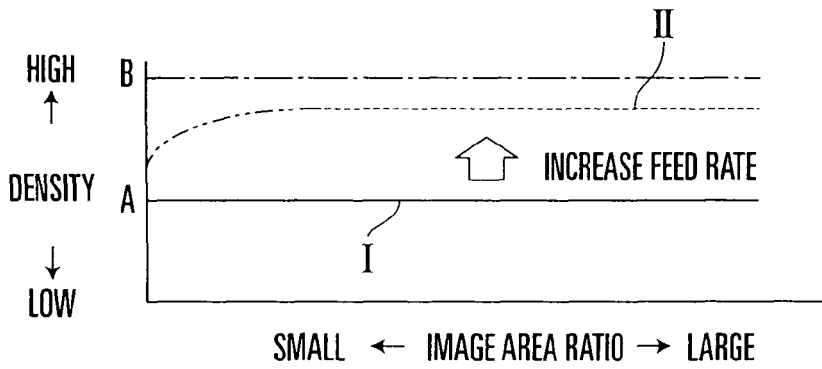 II
HIGH
B
↑
INCREASE FEED RATE
DENSITY
A
I
↓
LOW
SMALL ← IMAGE AREA RATIO → LARGE